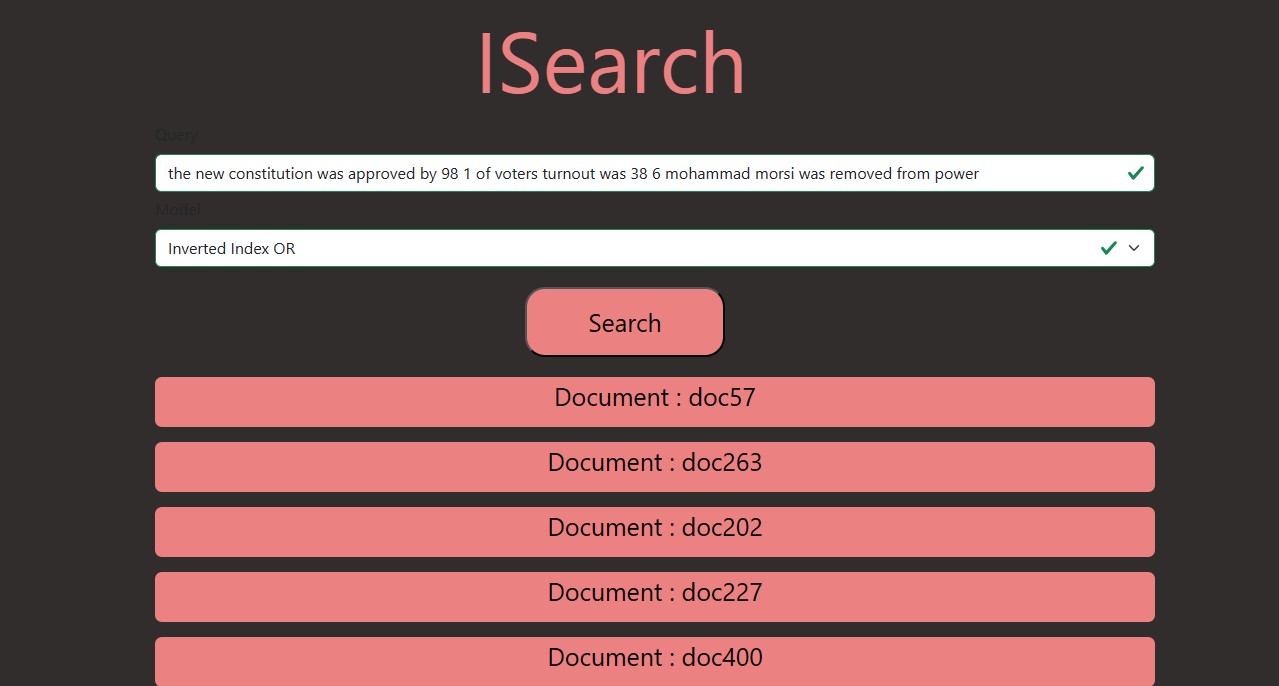 ISearch
Query
the new constitution was approved by 98 1 of voters turnout was 38 6 mohammad morsi was removed from power
Model
Inverted Index OR
Search
Document : doc57
Document : doc263
Document : doc202
Document : doc227
Document : doc400